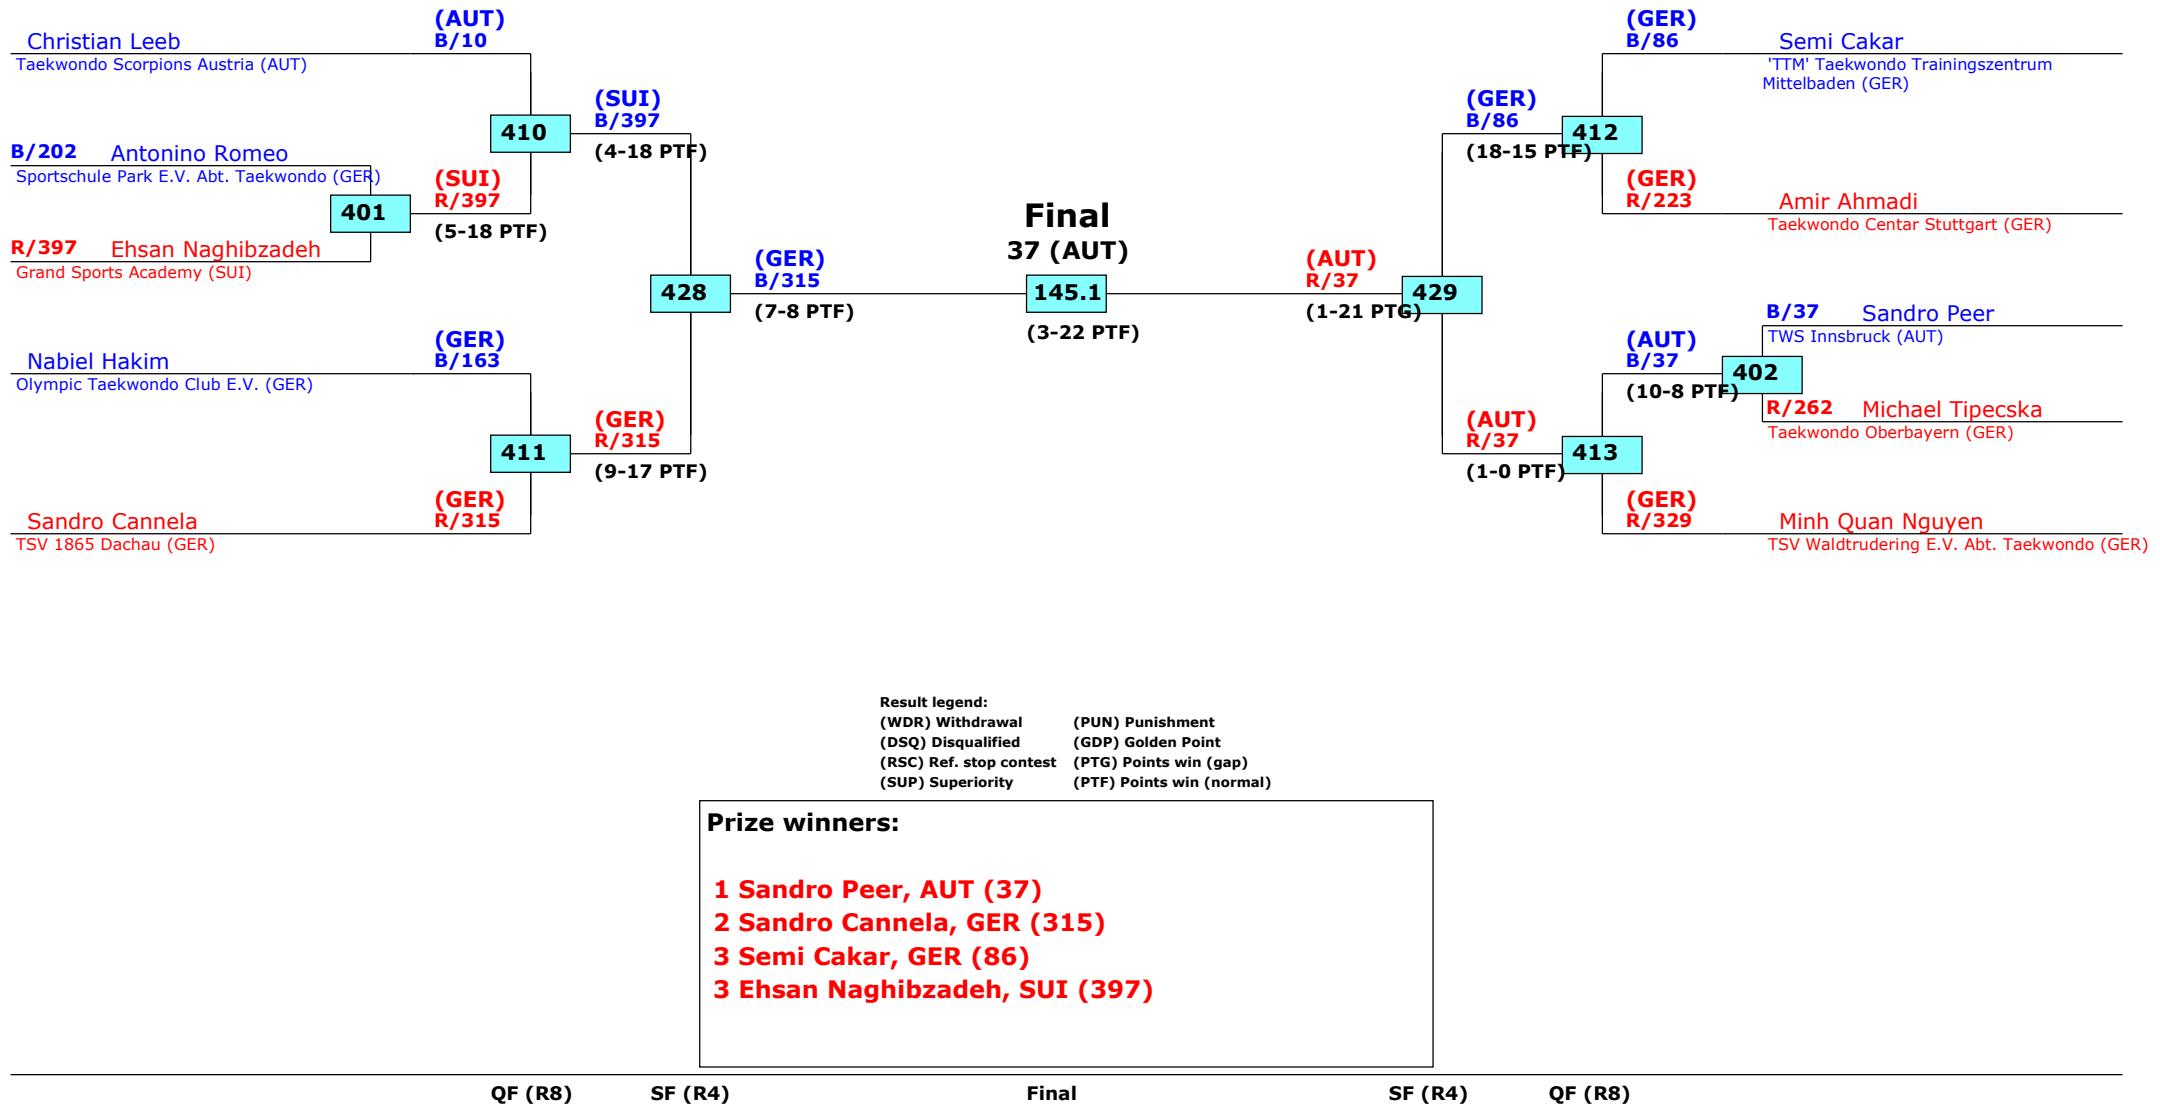 (AUT)
B/10
Christian Leeb
Taekwondo Scorpions Austria (AUT)
(SUI)
B/397
410
(4-18 PTF)
B/202 Antonino Romeo
Sportschule Park E.V. Abt. Taekwondo (GER)
(SUI)
R/397
401
(5-18 PTF)
R/397 Ehsan Naghibzadeh
Grand Sports Academy (SUI)
(GER)
B/315
428
(7-8 PTF)
(GER)
B/163
Nabiel Hakim
Olympic Taekwondo Club E.V. (GER)
(GER)
R/315
411
(9-17 PTF)
(GER)
R/315
Sandro Cannela
TSV 1865 Dachau (GER)
Final
37 (AUT)
145.1
(3-22 PTF)
(GER)
B/86
Semi Cakar
'TTM' Taekwondo Trainingszentrum
Mittelbaden (GER)
(GER)
B/86
412
(18-15 PTF)
(GER)
R/223
Amir Ahmadi
Taekwondo Centar Stuttgart (GER)
(AUT)
R/37
429
(1-21 PTG)
B/37 Sandro Peer
TWS Innsbruck (AUT)
(AUT)
B/37
402
(10-8 PTF)
R/262 Michael Tipecska
Taekwondo Oberbayern (GER)
(AUT)
R/37
413
(1-0 PTF)
(GER)
R/329
Minh Quan Nguyen
TSV Waldtrudering E.V. Abt. Taekwondo (GER)
Result legend:
(WDR) Withdrawal (PUN) Punishment
(DSQ) Disqualified (GDP) Golden Point
(RSC) Ref. stop contest (PTG) Points win (gap)
(SUP) Superiority (PTF) Points win (normal)
Prize winners:
1 Sandro Peer, AUT (37)
2 Sandro Cannela, GER (315)
3 Semi Cakar, GER (86)
3 Ehsan Naghibzadeh, SUI (397)
QF (R8) SF (R4) Final SF (R4) QF (R8)